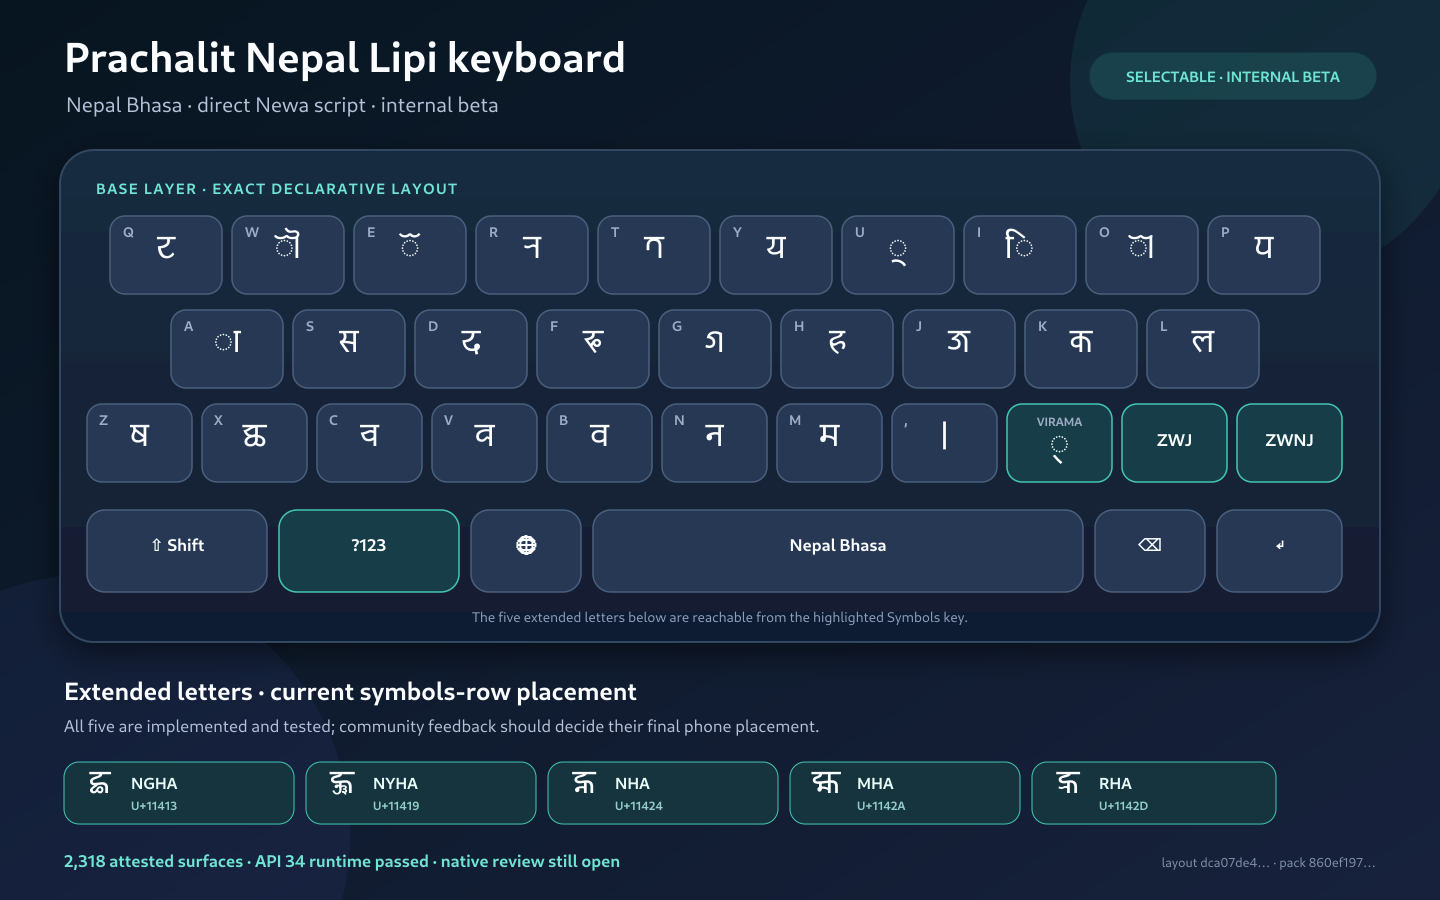 Prachalit Nepal Lipi keyboard
Nepal Bhasa · direct Newa script · internal beta
SELECTABLE · INTERNAL BETA
BASE LAYER · EXACT DECLARATIVE LAYOUT
Q 𑐚 W ◌𑑁 E ◌𑐾 R 𑐬 T 𑐟 Y 𑐫 U ◌𑐸 I ◌𑐶 O ◌𑑀 P 𑐥
A ◌𑐵 S 𑐳 D 𑐡 F 𑐦 G 𑐐 H 𑐴 J 𑐖 K 𑐎 L 𑐮
Z 𑐲 X 𑐕 C 𑐔 V 𑐰 B 𑐧 N 𑐣 M 𑐩 , 𑑋 VIRAMA ◌𑑂 ZWJ ZWNJ
⇧ Shift ?123 🌐 Nepal Bhasa ⌫ ↲
The five extended letters below are reachable from the highlighted Symbols key.
Extended letters · current symbols-row placement
All five are implemented and tested; community feedback should decide their final phone placement.
𑐓 NGHA U+11413
𑐙 NYHA U+11419
𑐤 NHA U+11424
𑐪 MHA U+1142A
𑐭 RHA U+1142D
2,318 attested surfaces · API 34 runtime passed · native review still open
layout dca07de4… · pack 860ef197…